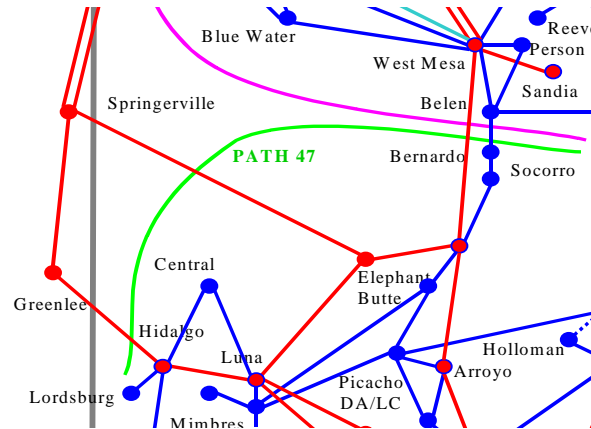 Blue Water
Reeve
Person
West Mesa
Sandia
Springerville
Belen
PATH 47
Bernardo
Socorro
Central
Elephant
Butte
Greenlee
Hidalgo
Luna
Holloman
Picacho
DA/LC
Arroyo
Lordsburg
Mimbres